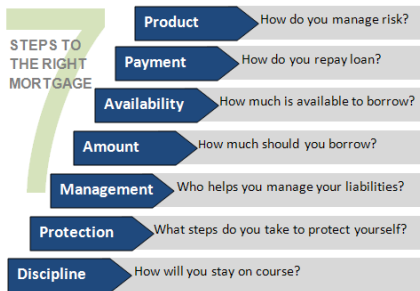 7
STEPS TO
THE RIGHT
MORTGAGE
Product How do you manage risk?
Payment How do you repay loan?
Availability How much is available to borrow?
Amount How much should you borrow?
Management Who helps you manage your liabilities?
Protection What steps do you take to protect yourself?
Discipline How will you stay on course?